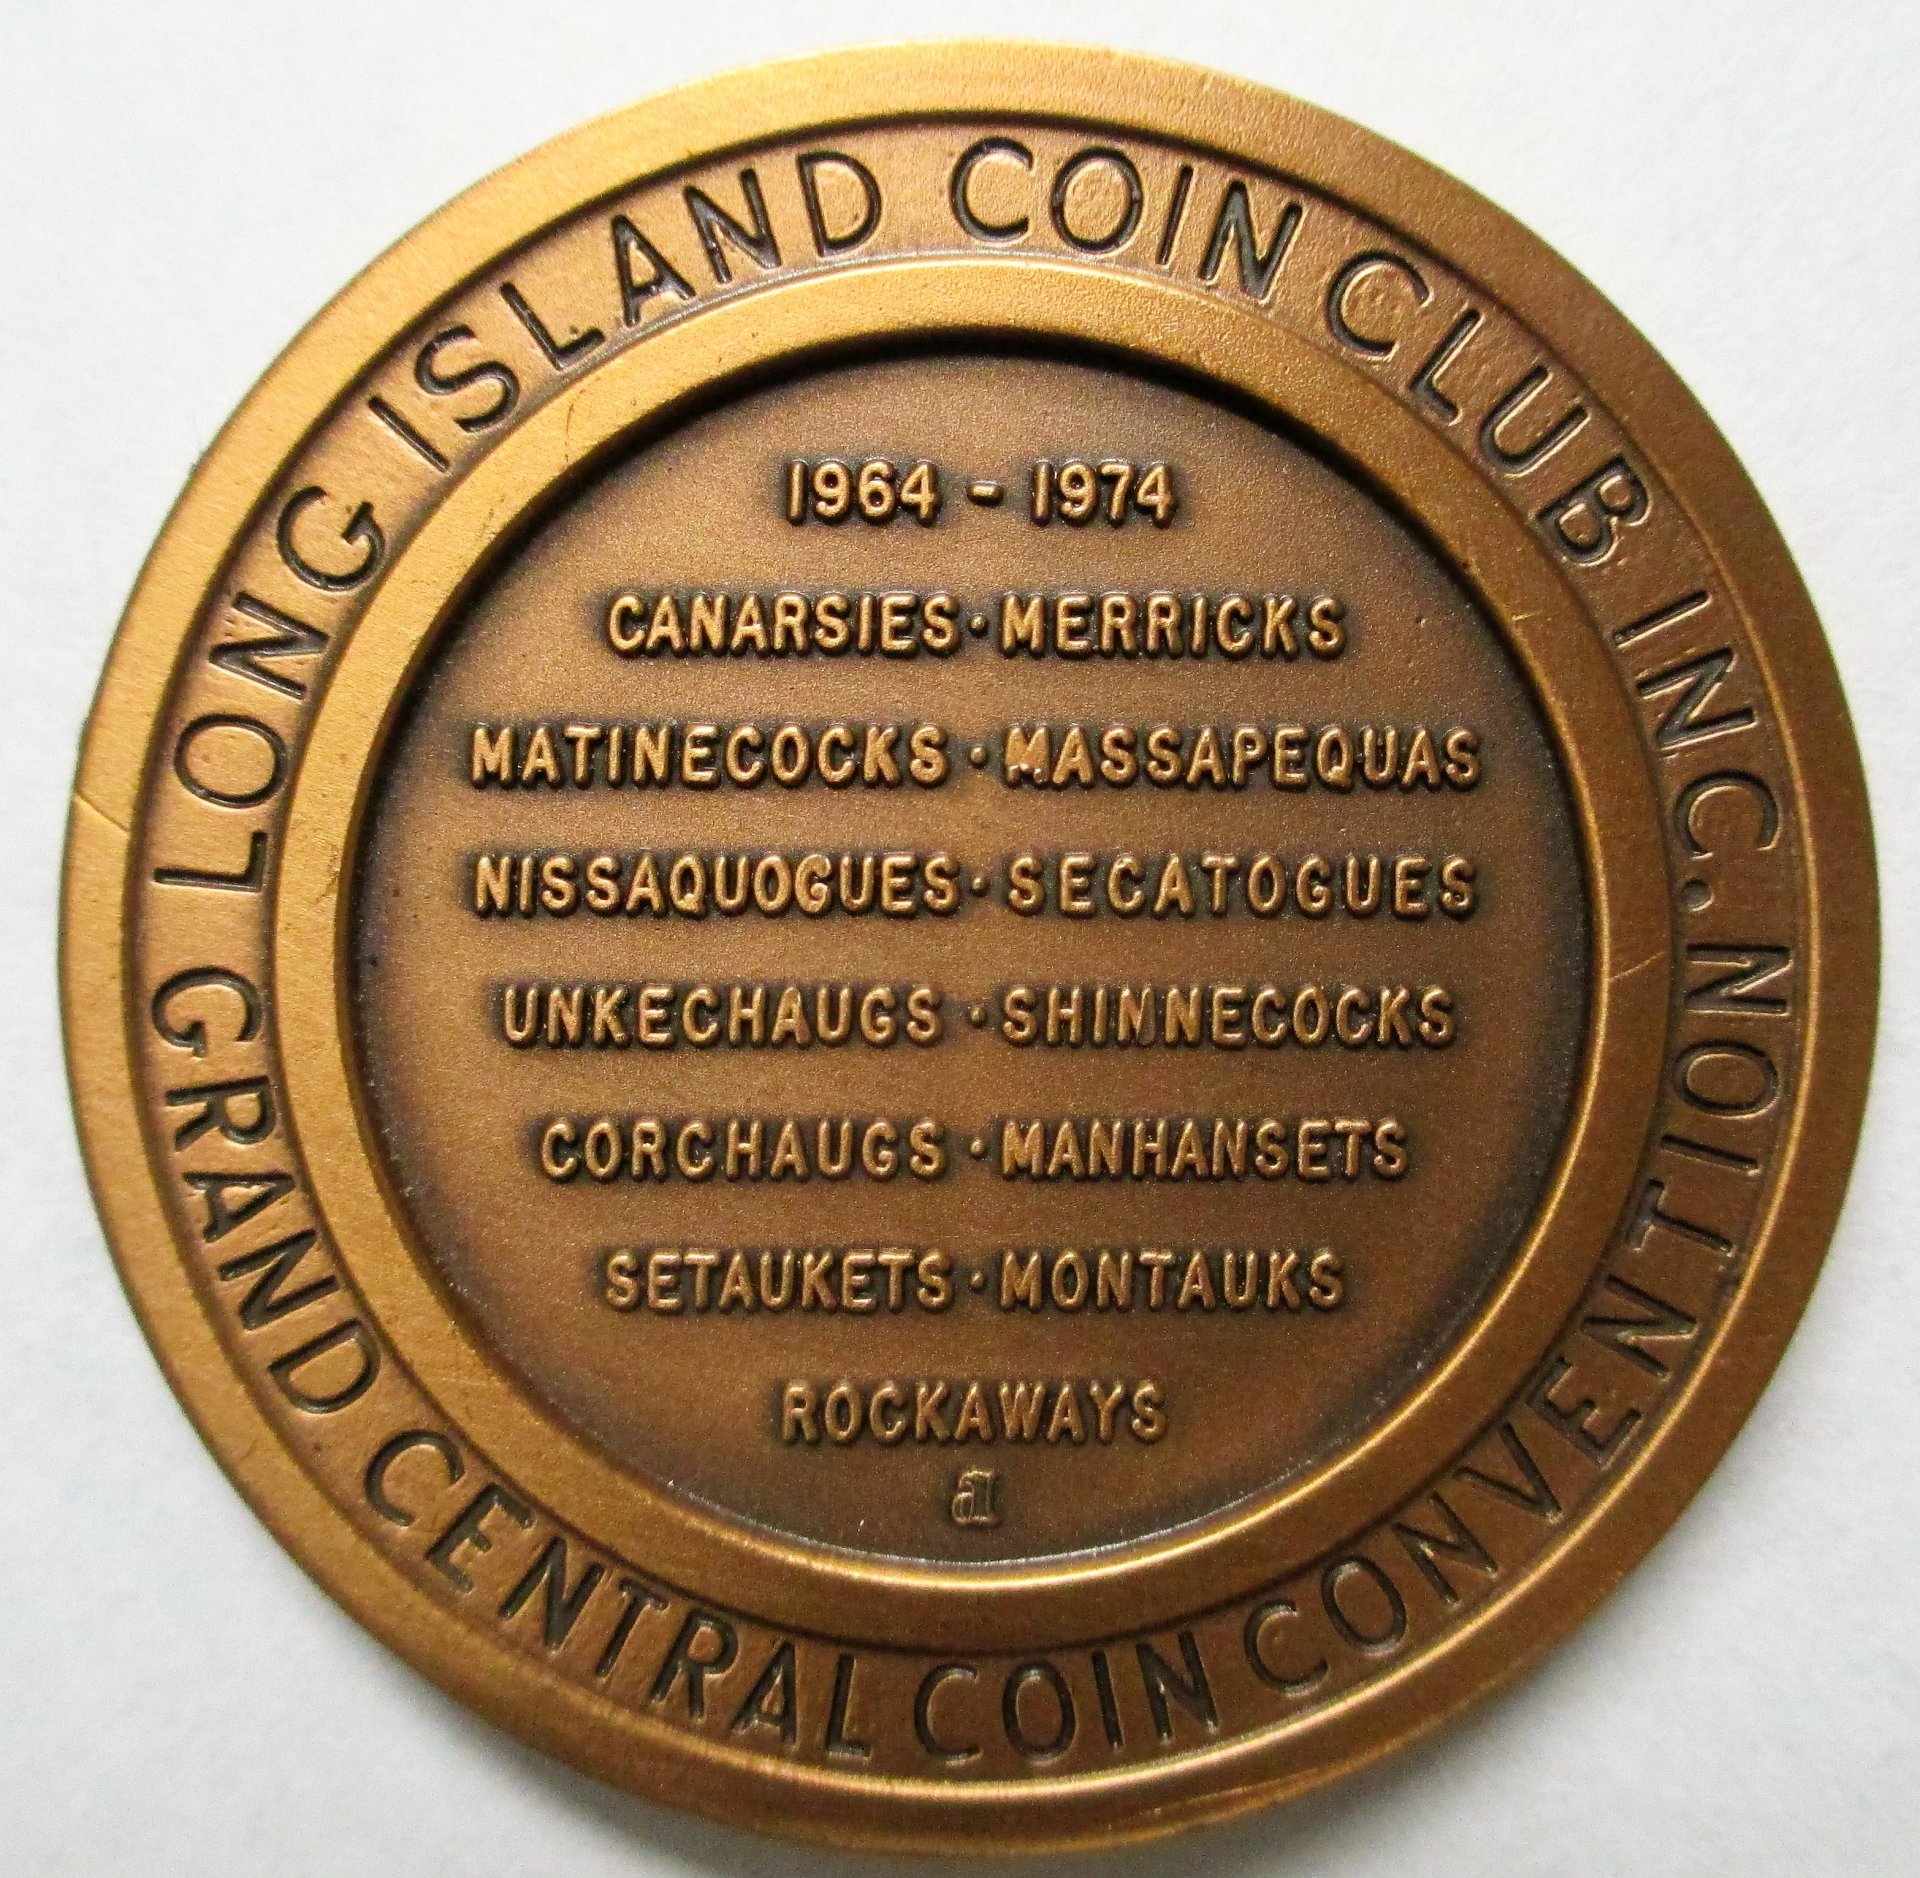 LONG ISLAND COIN CLUB INC.
1964 - 1974
CANARSIES · MERRICKS
MATINECOCKS · MASSAPEQUAS
NISSAQUOGUES · SECATOGUES
UNKECHAUGS · SHINNECOCKS
CORCHAUGS · MANHANSETS
SETAUKETS · MONTAUKS
ROCKAWAYS
a
GRAND CENTRAL COIN CONVENTION